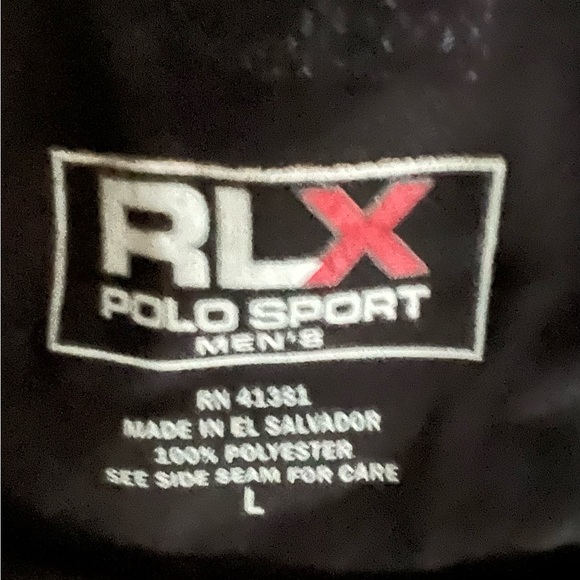 RLX
POLO SPORT
MEN'S
RN 41381
MADE IN EL SALVADOR
100% POLYESTER
SEE SIDE SEAM FOR CARE
L